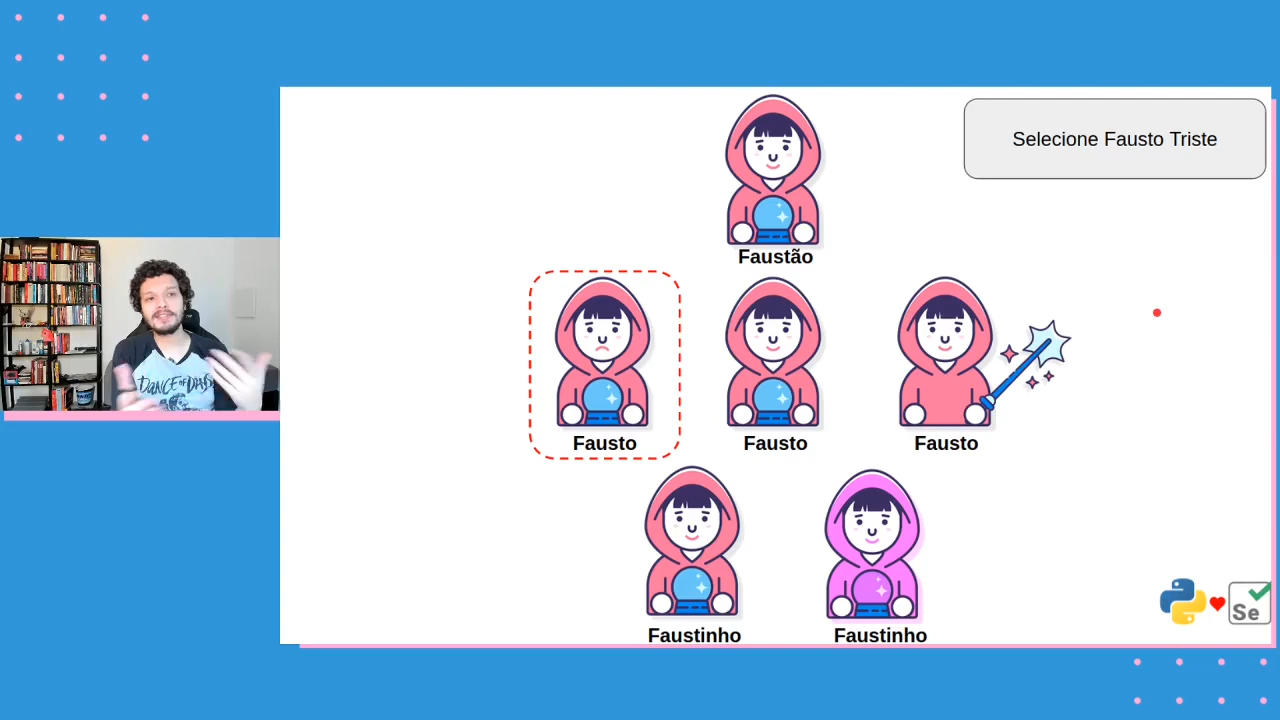 Selecione Fausto Triste
Faustão
Fausto
Fausto
Fausto
Faustinho
Faustinho
Se